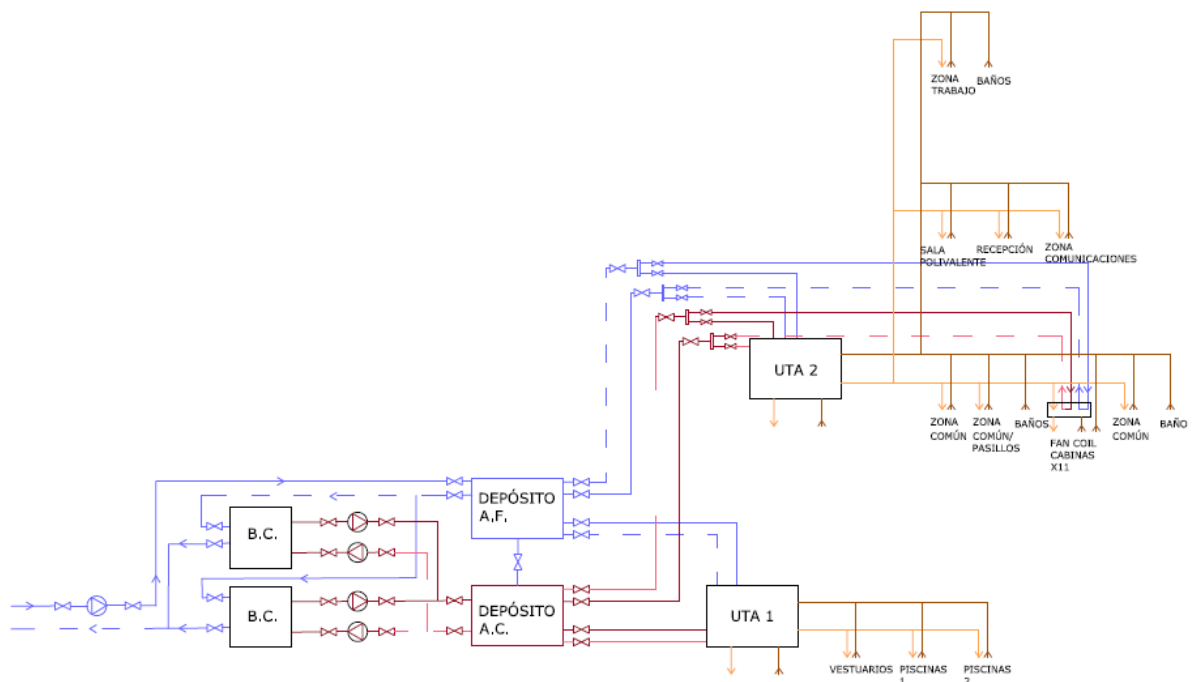 ZONA
TRABAJO
BAÑOS
SALA
POLIVALENTE
RECEPCIÓN
ZONA
COMUNICACIONES
UTA 2
ZONA
COMÚN
ZONA
COMÚN/
PASILLOS
BAÑOS
FAN COIL
CABINAS
X11
ZONA
COMÚN
BAÑO
DEPÓSITO
A.F.
B.C.
B.C.
DEPÓSITO
A.C.
UTA 1
VESTUARIOS
PISCINAS
1
PISCINAS
2